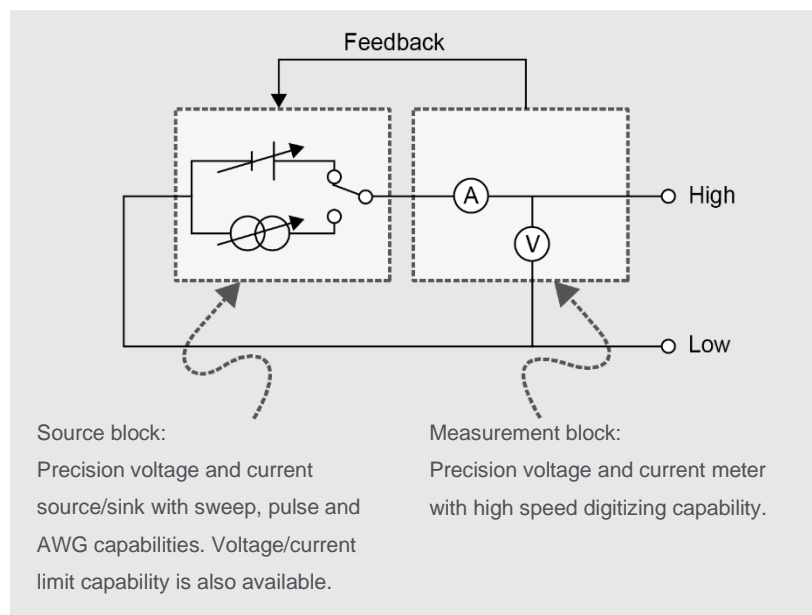 Feedback
A
High
V
Low
Source block:
Precision voltage and current
source/sink with sweep, pulse and
AWG capabilities. Voltage/current
limit capability is also available.
Measurement block:
Precision voltage and current meter
with high speed digitizing capability.